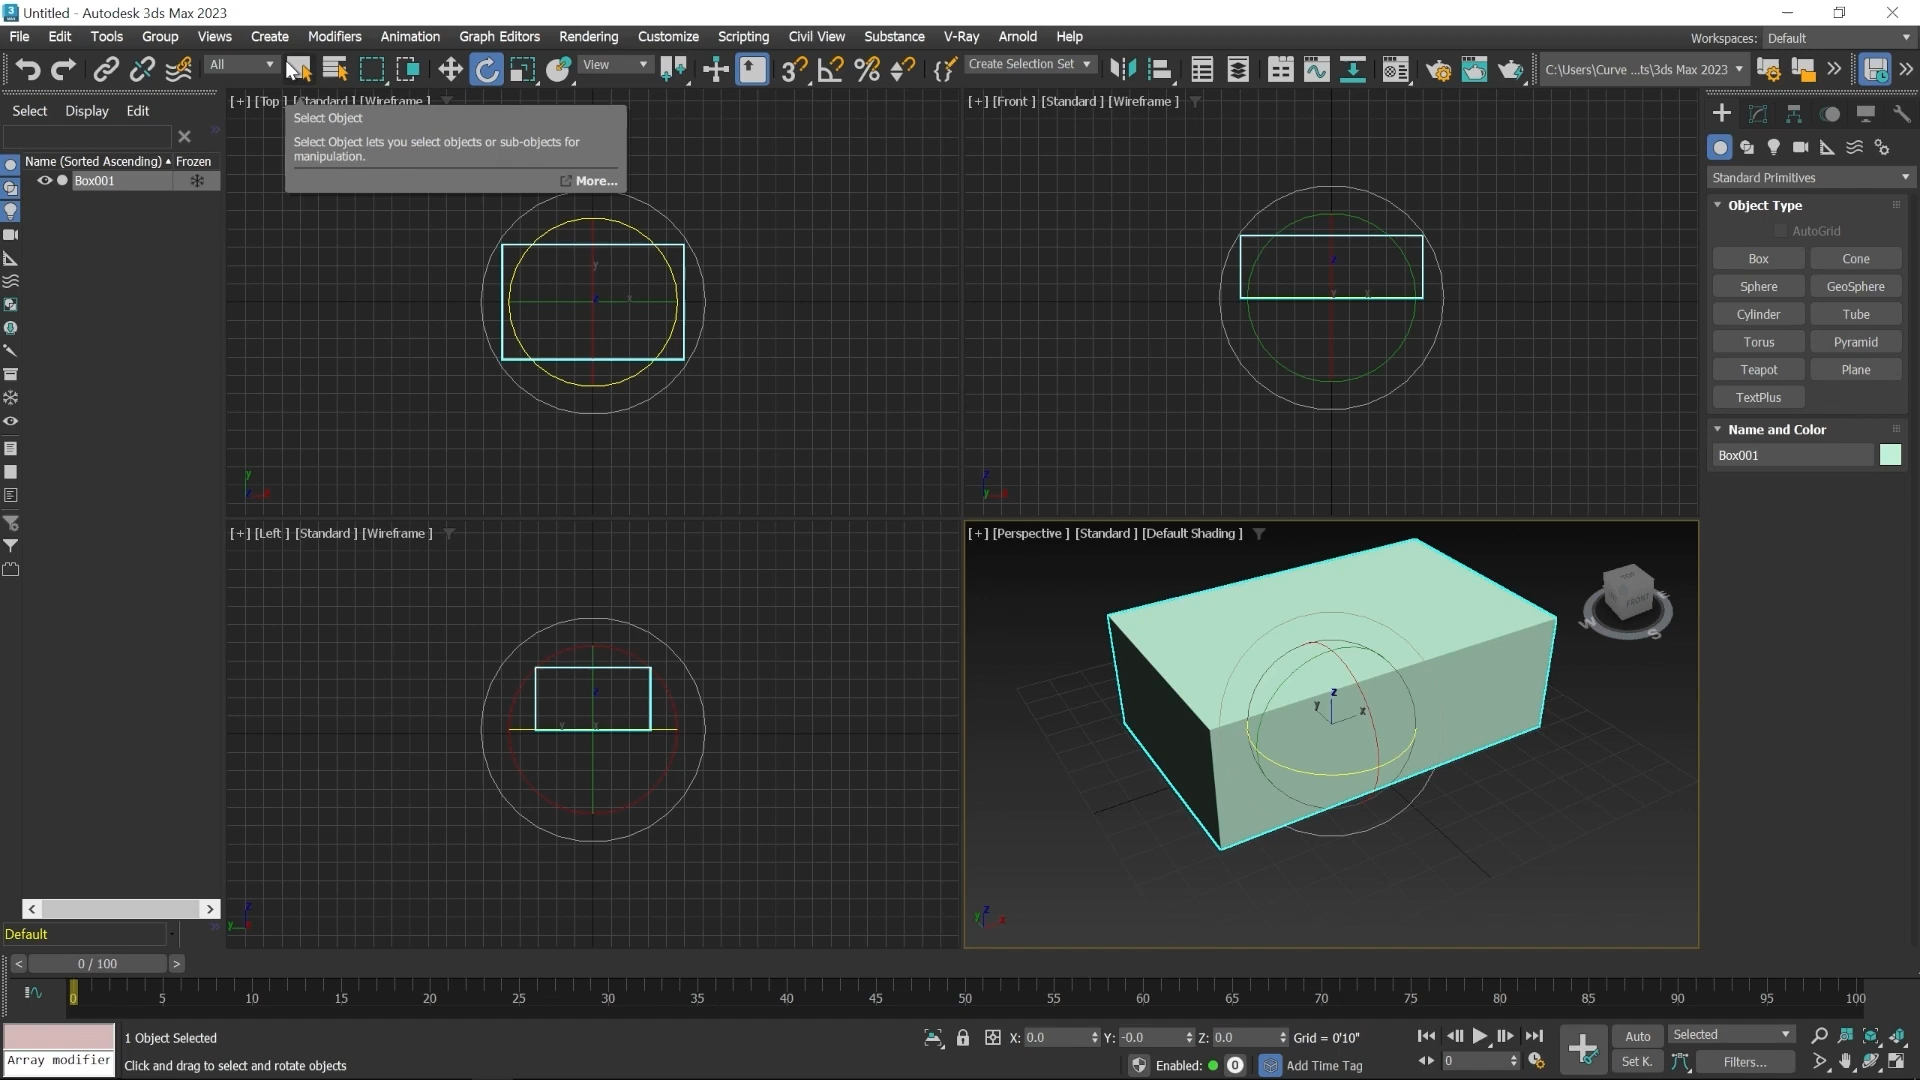 Untitled - Autodesk 3ds Max 2023
File Edit Tools Group Views Create Modifiers Animation Graph Editors Rendering Customize Scripting Civil View Substance V-Ray Arnold Help
Workspaces: Default
All
View
Create Selection Set
C:\Users\Curve ...ts\3ds Max 2023
Select Display Edit
Name (Sorted Ascending) Frozen
Box001
[+] [Top ] [Standard ] [Wireframe ]
Select Object
Select Object lets you select objects or sub-objects for
manipulation.
More...
[+] [Front ] [Standard ] [Wireframe ]
[+] [Left ] [Standard ] [Wireframe ]
[+] [Perspective ] [Standard ] [Default Shading ]
TOP
FRONT
W
S
Standard Primitives
Object Type
AutoGrid
Box Cone
Sphere GeoSphere
Cylinder Tube
Torus Pyramid
Teapot Plane
TextPlus
Name and Color
Box001
Default
< 0 / 100 >
0 5 10 15 20 25 30 35 40 45 50 55 60 65 70 75 80 85 90 95 100
1 Object Selected
X: 0.0 Y: -0.0 Z: 0.0 Grid = 0'10"
Auto Selected
Array modifier
Click and drag to select and rotate objects
Enabled: 0 Add Time Tag
0
Set K. Filters...